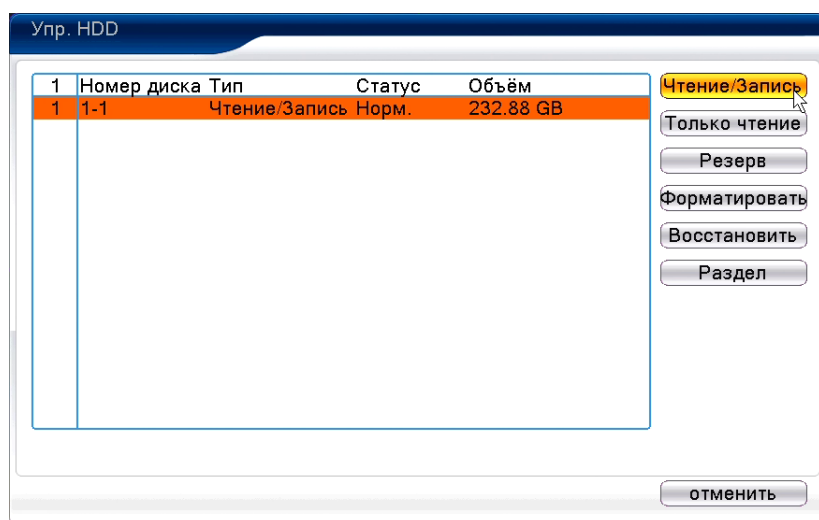 Упр. HDD
1 Номер диска Тип Статус Объём
1 1-1 Чтение/Запись Норм. 232.88 GB
Чтение/Запись
Только чтение
Резерв
Форматировать
Восстановить
Раздел
отменить